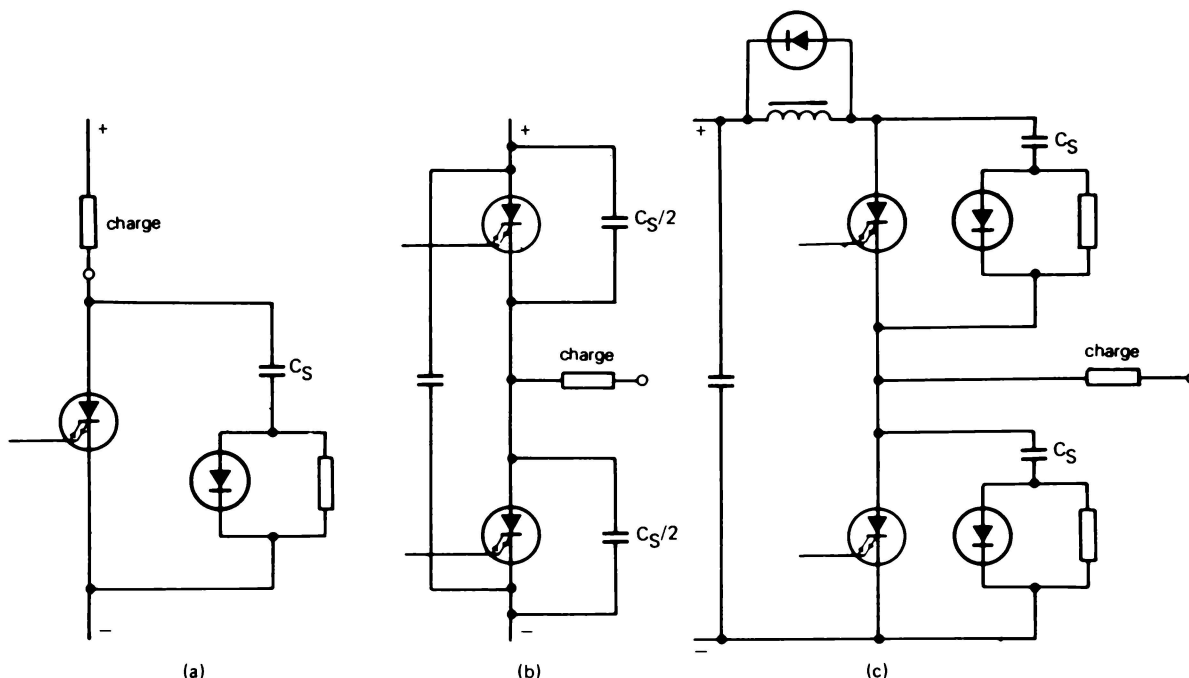 +
charge
C_S
−
(a)
+
C_S/2
charge
C_S/2
−
(b)
+
C_S
charge
C_S
−
(c)